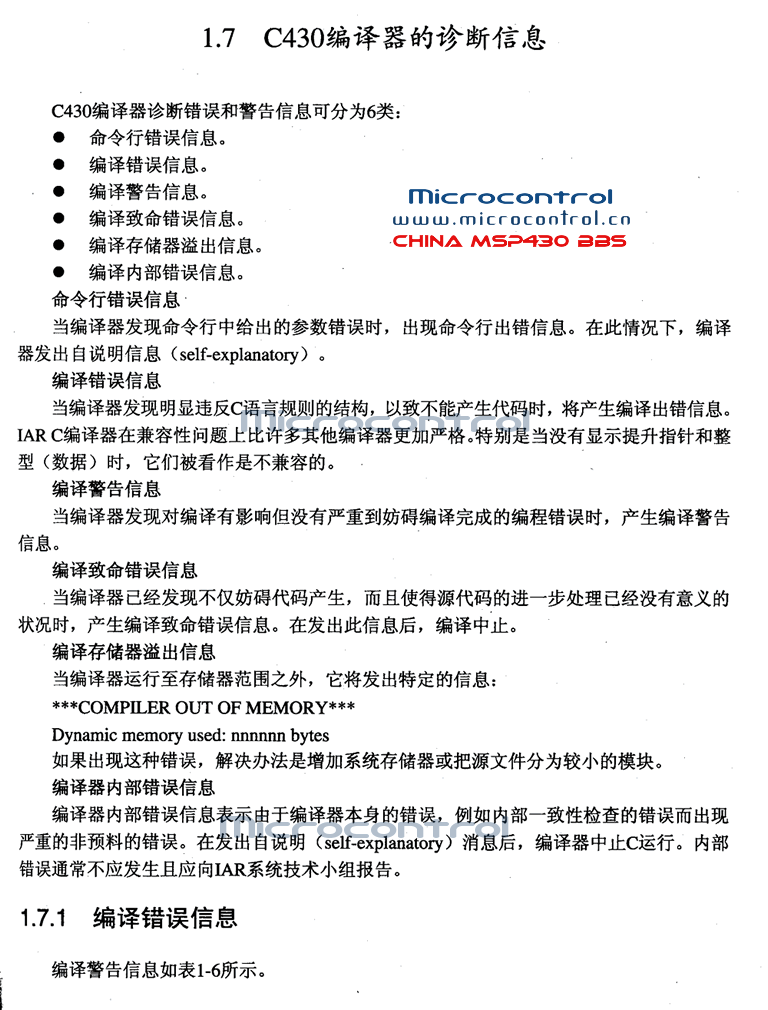 1.7 C430编译器的诊断信息
C430编译器诊断错误和警告信息可分为6类：
● 命令行错误信息。
● 编译错误信息。
● 编译警告信息。
● 编译致命错误信息。
● 编译存储器溢出信息。
● 编译内部错误信息。
Microcontrol
www.microcontrol.cn
CHINA MSP430 BBS
命令行错误信息
当编译器发现命令行中给出的参数错误时，出现命令行出错信息。在此情况下，编译
器发出自说明信息（self-explanatory）。
编译错误信息
当编译器发现明显违反C语言规则的结构，以致不能产生代码时，将产生编译出错信息。
Microcontrol
IAR C编译器在兼容性问题上比许多其他编译器更加严格。特别是当没有显示提升指针和整
型（数据）时，它们被看作是不兼容的。
编译警告信息
当编译器发现对编译有影响但没有严重到妨碍编译完成的编程错误时，产生编译警告
信息。
编译致命错误信息
当编译器已经发现不仅妨碍代码产生，而且使得源代码的进一步处理已经没有意义的
状况时，产生编译致命错误信息。在发出此信息后，编译中止。
编译存储器溢出信息
当编译器运行至存储器范围之外，它将发出特定的信息：
***COMPILER OUT OF MEMORY***
Dynamic memory used: nnnnnn bytes
如果出现这种错误，解决办法是增加系统存储器或把源文件分为较小的模块。
编译器内部错误信息
编译器内部错误信息表示由于编译器本身的错误，例如内部一致性检查的错误而出现
Microcontrol
严重的非预料的错误。在发出自说明（self-explanatory）消息后，编译器中止C运行。内部
错误通常不应发生且应向IAR系统技术小组报告。
1.7.1 编译错误信息
编译警告信息如表1-6所示。